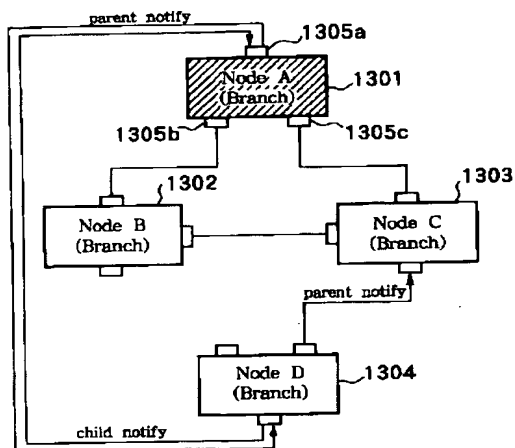 parent notify
1305a
Node A
(Branch)
1301
1305b
1305c
1302
1303
Node B
(Branch)
Node C
(Branch)
parent notify
Node D
(Branch)
1304
child notify